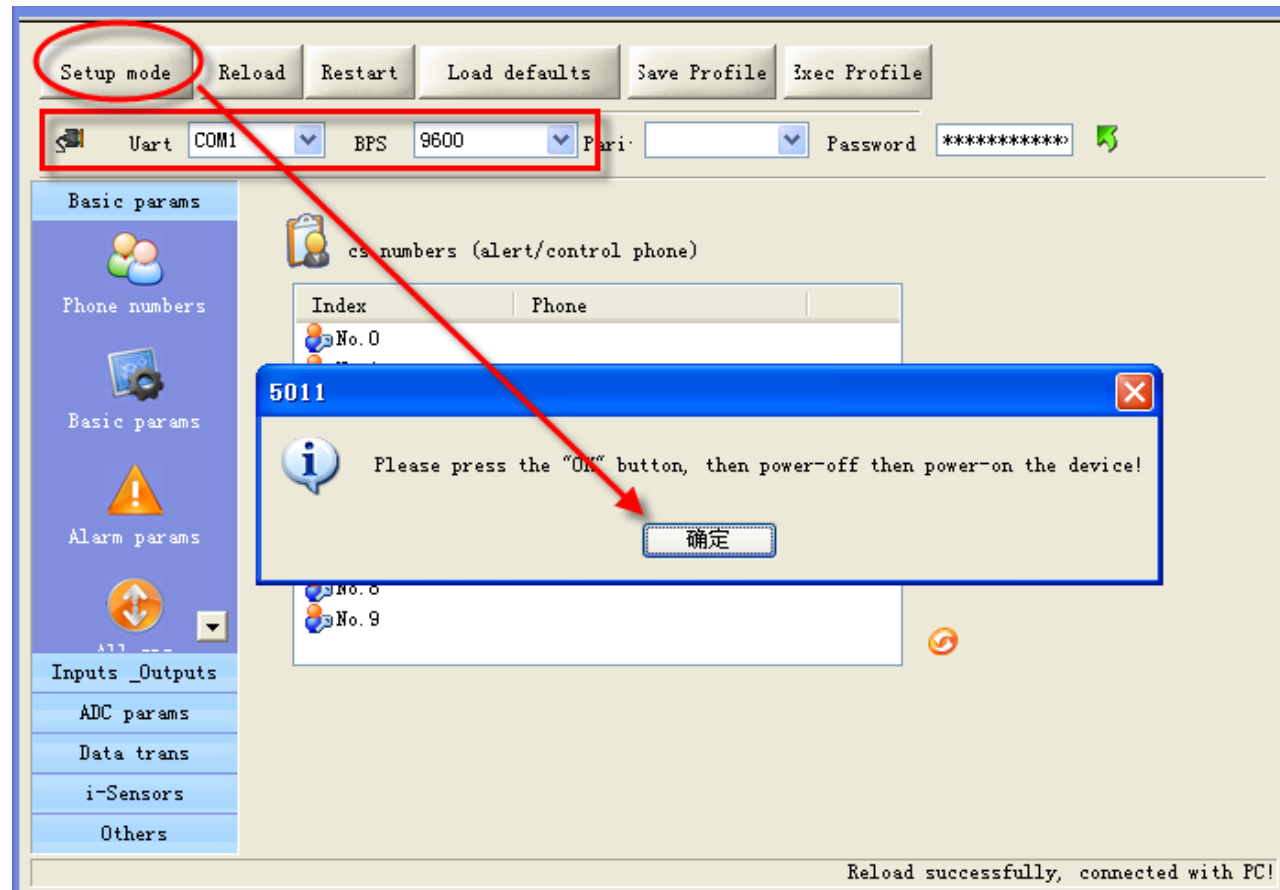 Setup mode Reload Restart Load defaults Save Profile Exec Profile
Uart COM1 BPS 9600 Pari Password ***********
Basic params
cs numbers (alert/control phone)
Phone numbers
Index Phone
No. 0
5011
Basic params
Please press the "OK" button, then power-off then power-on the device!
确定
Alarm params
No. 8
No. 9
Inputs _Outputs
ADC params
Data trans
i-Sensors
Others
Reload successfully, connected with PC!